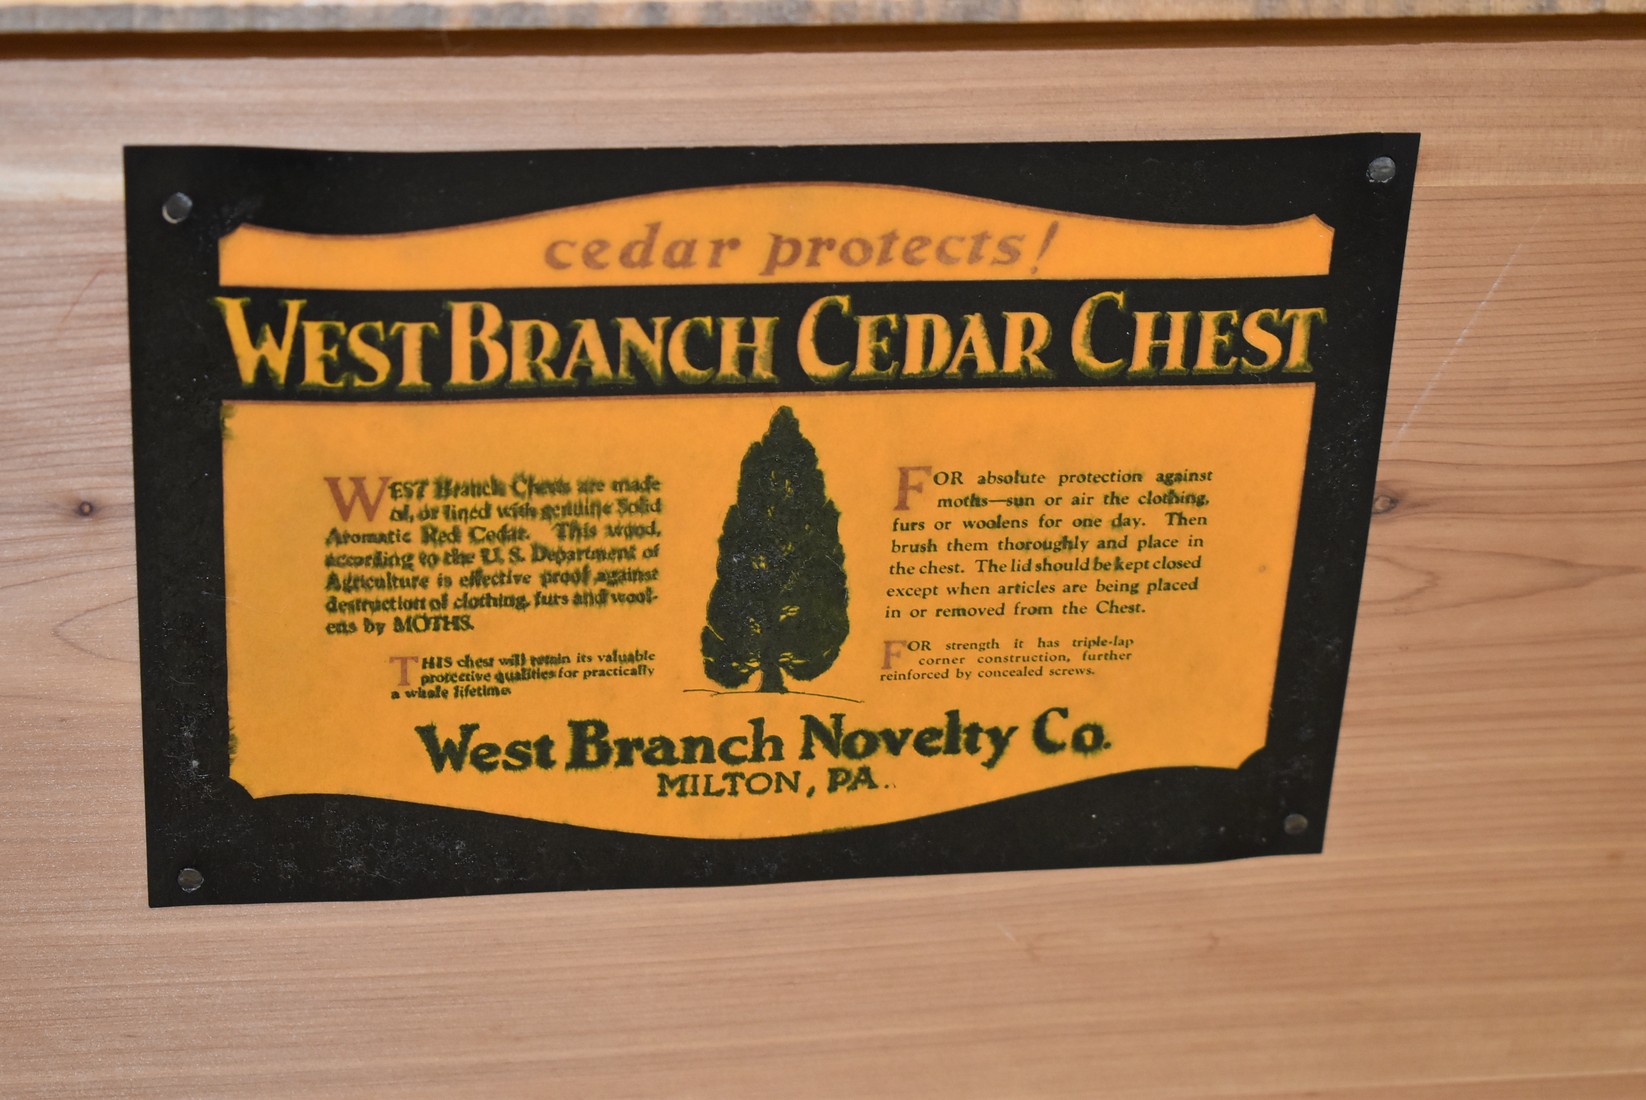 cedar protects!
WEST BRANCH CEDAR CHEST
WEST Branch Chests are made
of, or lined with genuine Solid
Aromatic Red Cedar. This wood,
according to the U. S. Department of
Agriculture is effective proof against
destruction of clothing, furs and wool-
ens by MOTHS.
THIS chest will retain its valuable
protective qualities for practically
a whole lifetime.
FOR absolute protection against
moths—sun or air the clothing,
furs or woolens for one day. Then
brush them thoroughly and place in
the chest. The lid should be kept closed
except when articles are being placed
in or removed from the Chest.
FOR strength it has triple-lap
corner construction, further
reinforced by concealed screws.
West Branch Novelty Co.
MILTON, PA.